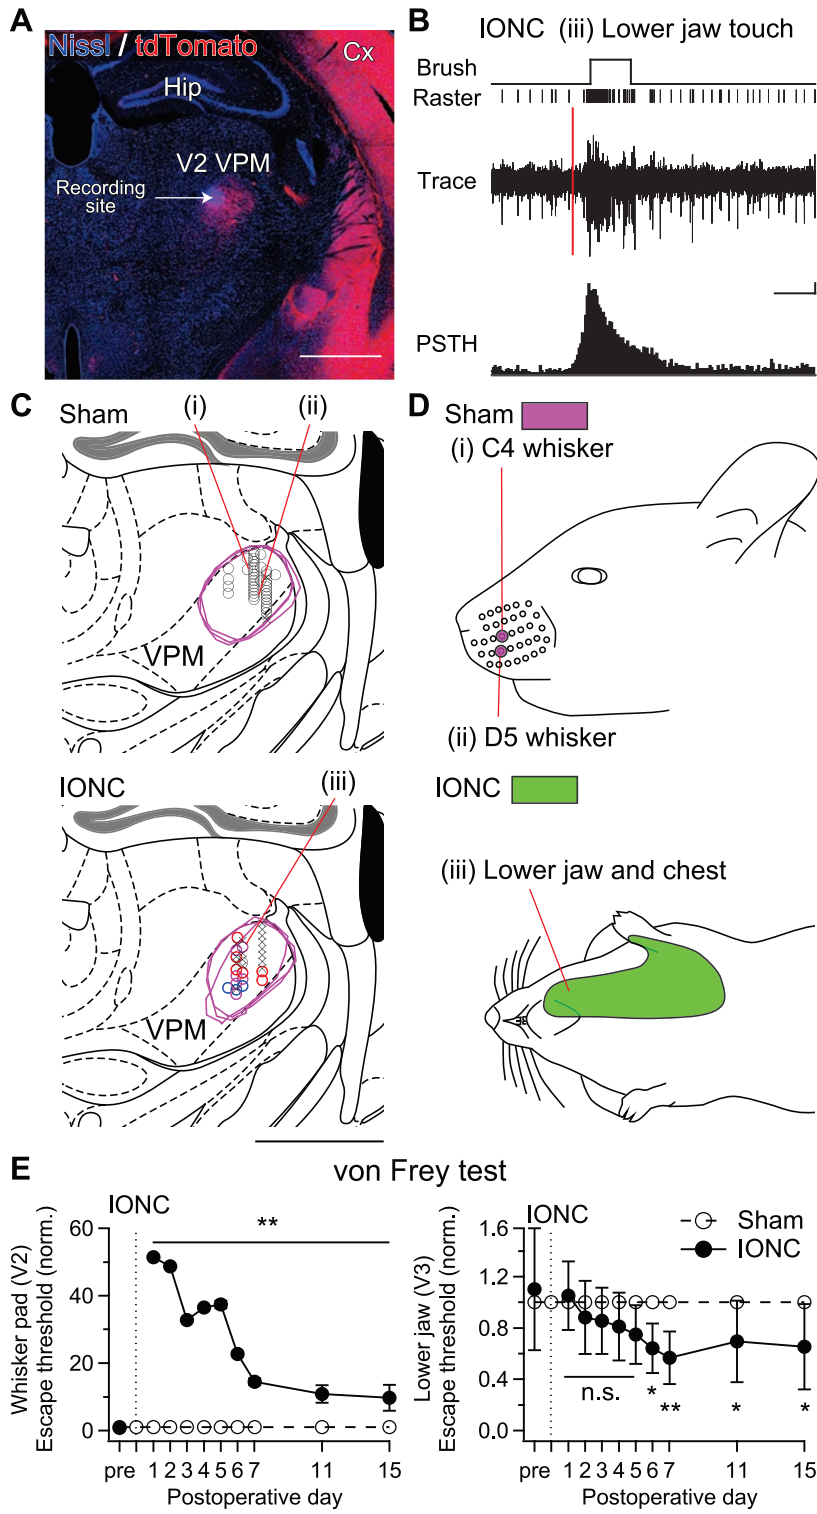 A
Nissl / tdTomato
Cx
Hip
V2 VPM
Recording
site
B
IONC (iii) Lower jaw touch
Brush
Raster
Trace
PSTH
C
Sham
(i)
(ii)
VPM
IONC
(iii)
VPM
D
Sham
(i) C4 whisker
(ii) D5 whisker
IONC
(iii) Lower jaw and chest
E
von Frey test
IONC
**
Whisker pad (V2)
Escape threshold (norm.)
60
40
20
0
pre 1 2 3 4 5 6 7 11 15
Postoperative day
IONC
Sham
IONC
Lower jaw (V3)
Escape threshold (norm.)
1.6
1.2
0.8
0.4
0.0
n.s.
*
**
*
*
pre 1 2 3 4 5 6 7 11 15
Postoperative day